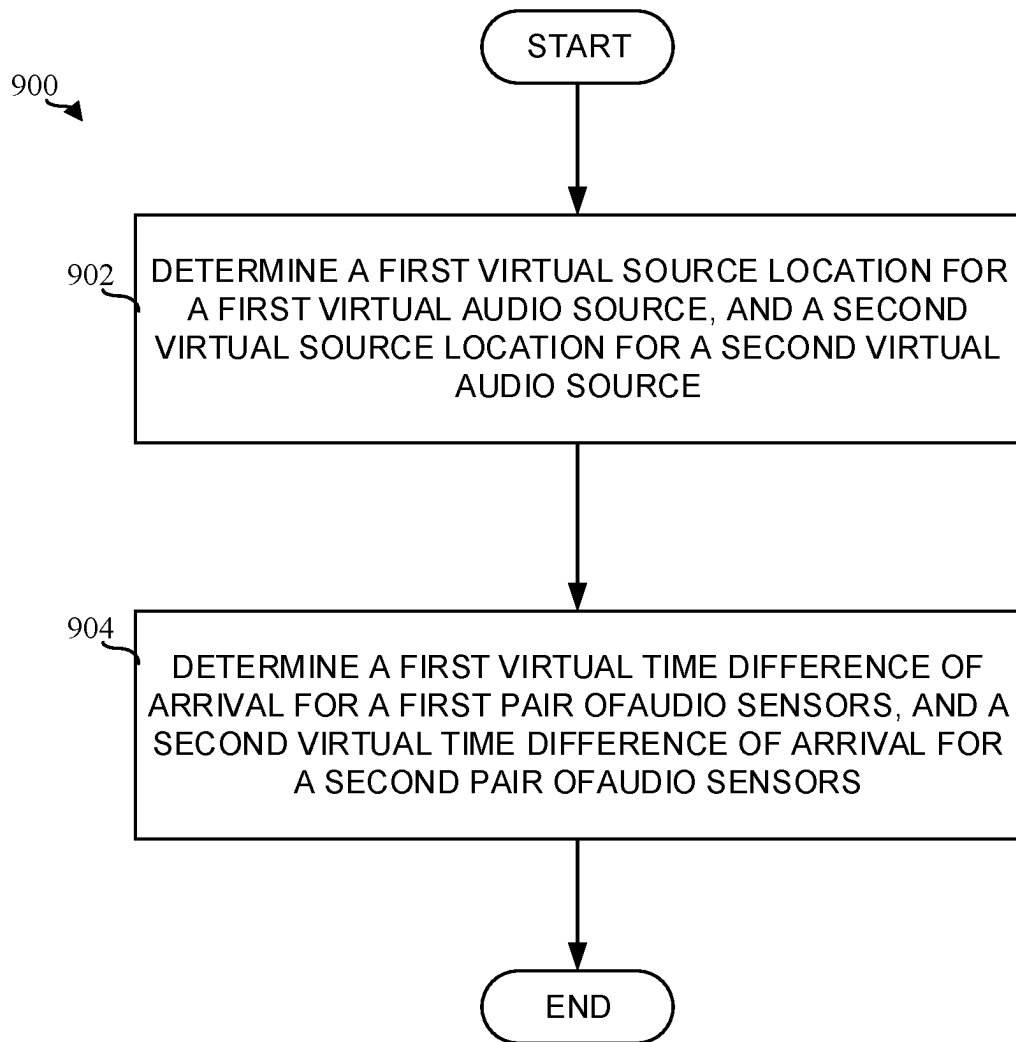 START
900
902
DETERMINE A FIRST VIRTUAL SOURCE LOCATION FOR
A FIRST VIRTUAL AUDIO SOURCE, AND A SECOND
VIRTUAL SOURCE LOCATION FOR A SECOND VIRTUAL
AUDIO SOURCE
904
DETERMINE A FIRST VIRTUAL TIME DIFFERENCE OF
ARRIVAL FOR A FIRST PAIR OFAUDIO SENSORS, AND A
SECOND VIRTUAL TIME DIFFERENCE OF ARRIVAL FOR
A SECOND PAIR OFAUDIO SENSORS
END